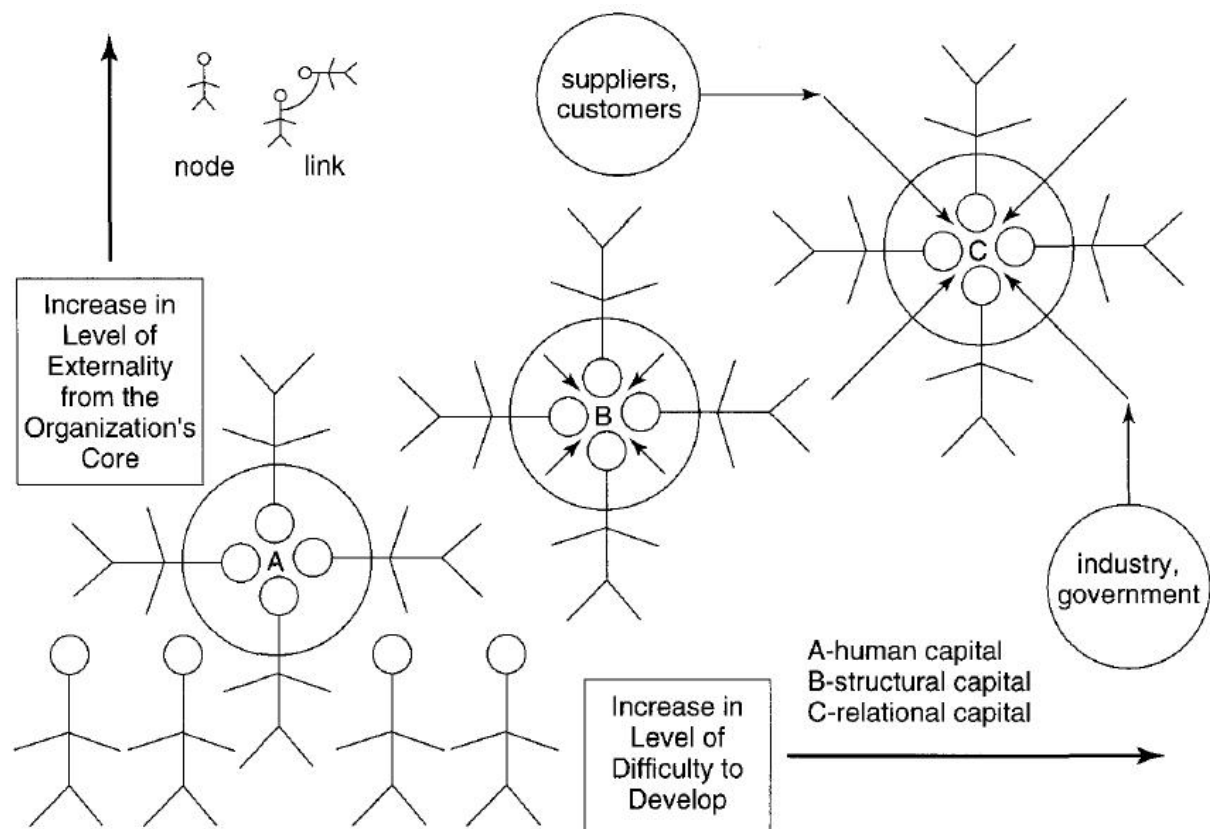 node
link
suppliers,
customers
C
Increase in
Level of
Externality
from the
Organization's
Core
B
A
industry,
government
A-human capital
B-structural capital
C-relational capital
Increase in
Level of
Difficulty to
Develop